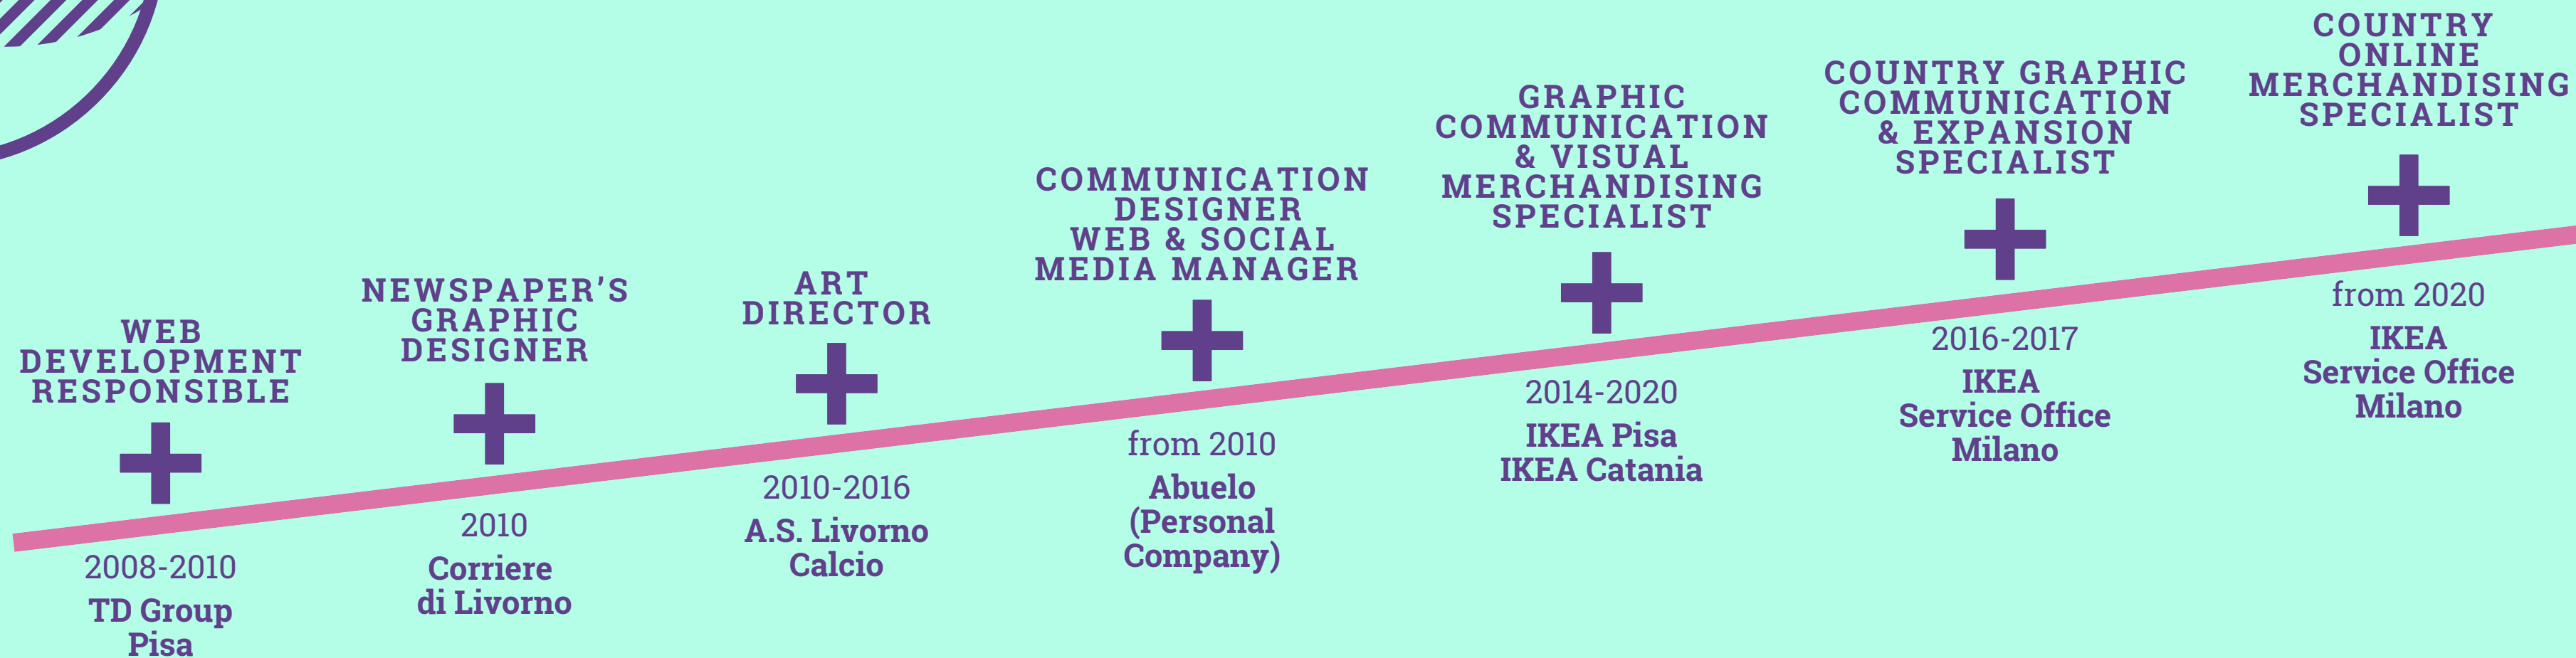 WEB
DEVELOPMENT
RESPONSIBLE
2008-2010
TD Group
Pisa
NEWSPAPER’S
GRAPHIC
DESIGNER
2010
Corriere
di Livorno
ART
DIRECTOR
2010-2016
A.S. Livorno
Calcio
COMMUNICATION
DESIGNER
WEB & SOCIAL
MEDIA MANAGER
from 2010
Abuelo
(Personal
Company)
GRAPHIC
COMMUNICATION
& VISUAL
MERCHANDISING
SPECIALIST
2014-2020
IKEA Pisa
IKEA Catania
COUNTRY GRAPHIC
COMMUNICATION
& EXPANSION
SPECIALIST
2016-2017
IKEA
Service Office
Milano
COUNTRY
ONLINE
MERCHANDISING
SPECIALIST
from 2020
IKEA
Service Office
Milano